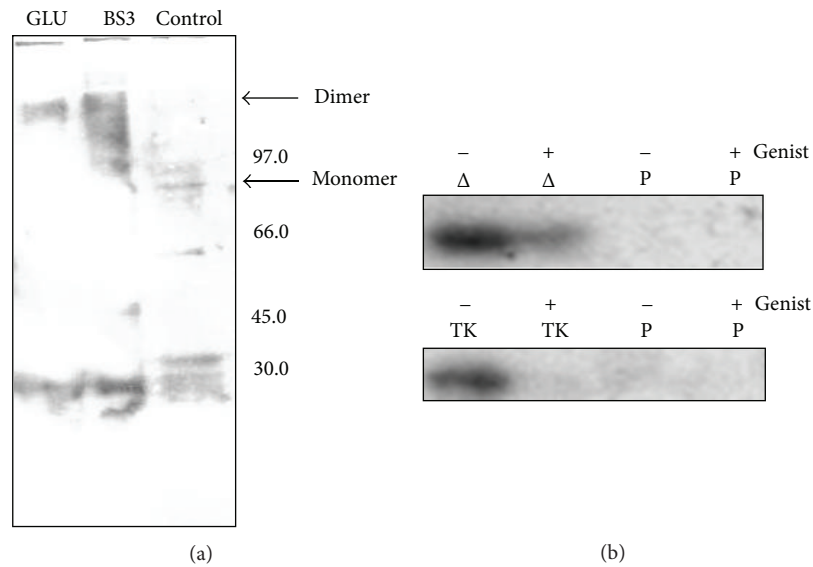 GLU BS3 Control
Dimer
97.0
Monomer
66.0
45.0
30.0
(a)
− + − + Genist
Δ Δ P P
− + − + Genist
TK TK P P
(b)